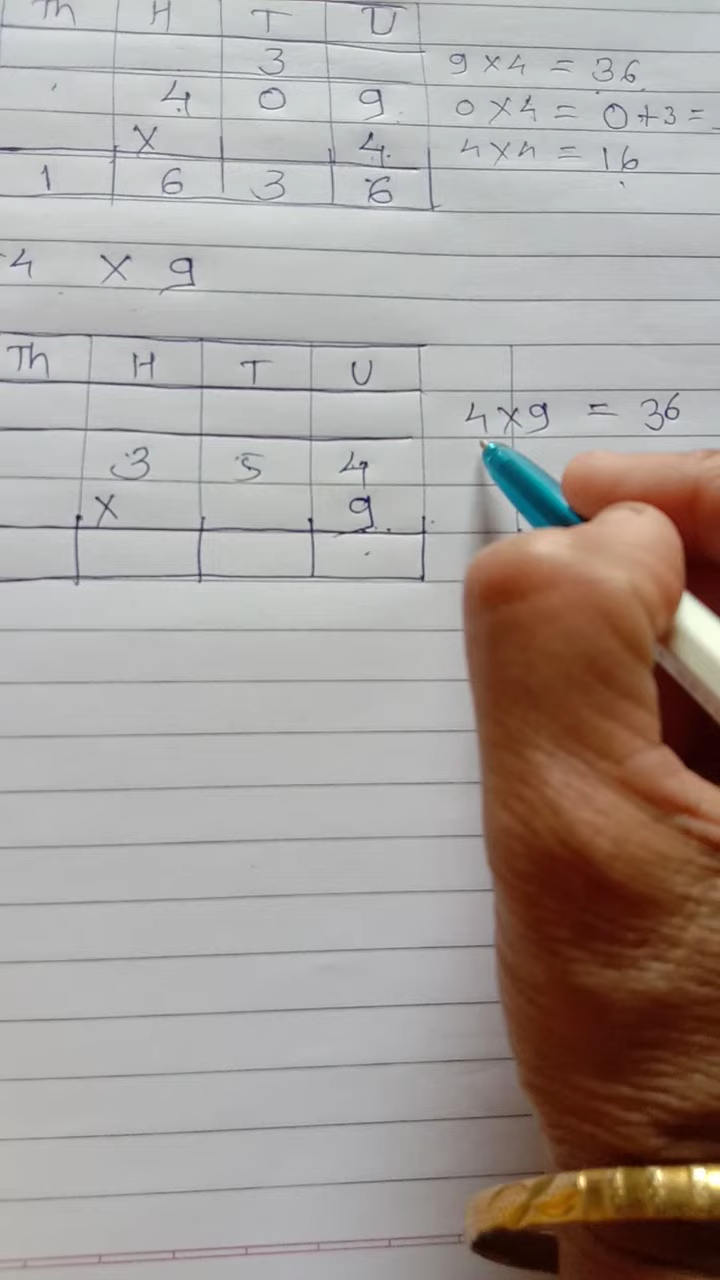 Th H T U
3 9 × 4 = 36
4 0 9 0 × 4 = 0 + 3 =
× 4 4 × 4 = 16
1 6 3 6
4 × 9
Th H T U
4 × 9 = 36
3 5 4
× 9